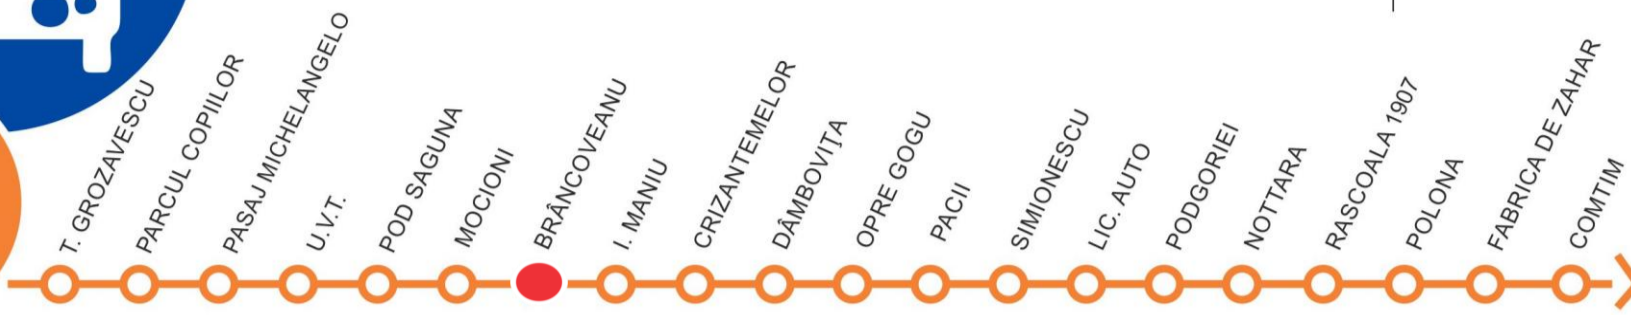 T. GROZAVESCU
PARCUL COPIILOR
PASAJ MICHELANGELO
U.V.T.
POD SAGUNA
MOCIONI
BRÂNCOVEANU
I. MANIU
CRIZANTEMELOR
DÂMBOVIŢA
OPRE GOGU
PACII
SIMIONESCU
LIC. AUTO
PODGORIEI
NOTTARA
RASCOALA 1907
POLONA
FABRICA DE ZAHAR
COMTIM